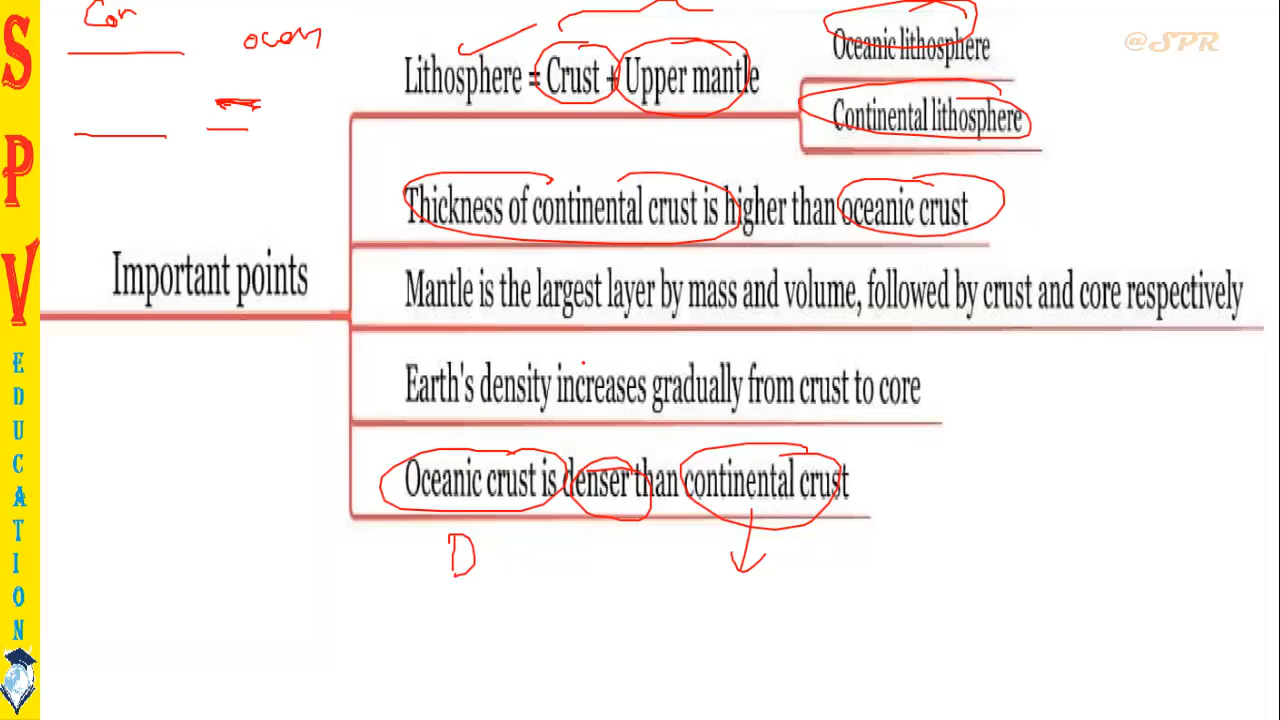 SPV EDUCATION
Con
ocean
@SPR
Oceanic lithosphere
Lithosphere = Crust + Upper mantle
Continental lithosphere
Thickness of continental crust is higher than oceanic crust
Important points
Mantle is the largest layer by mass and volume, followed by crust and core respectively
Earth's density increases gradually from crust to core
Oceanic crust is denser than continental crust
D